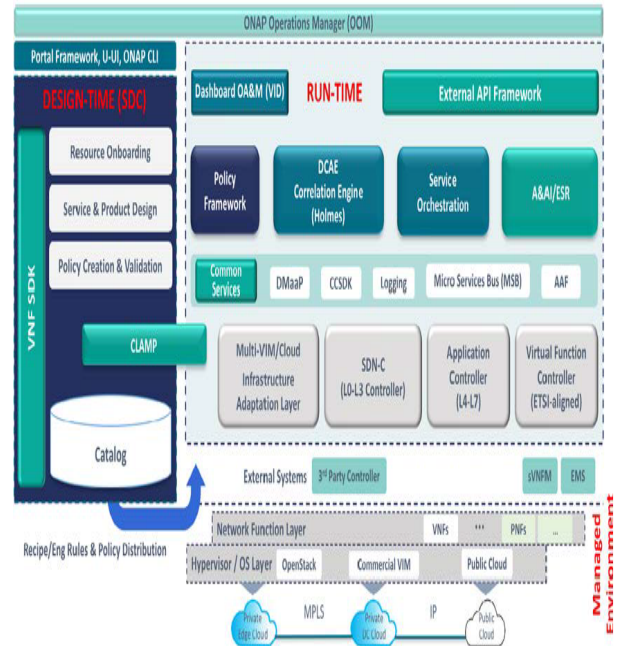 ONAP Operations Manager (OOM)
Portal Framework, U-UI, ONAP CLI
DESIGN-TIME (SDC)
VNF SDK
Resource Onboarding
Service & Product Design
Policy Creation & Validation
CLAMP
Catalog
Recipe/Eng Rules & Policy Distribution
Dashboard OA&M (VID)
RUN-TIME
External API Framework
Policy
Framework
DCAE
Correlation Engine
(Holmes)
Service
Orchestration
A&AI/ESR
Common
Services
DMaaP
CCSDK
Logging
Micro Services Bus (MSB)
AAF
Multi-VIM/Cloud
Infrastructure
Adaptation Layer
SDN-C
(L0-L3 Controller)
Application
Controller
(L4-L7)
Virtual Function
Controller
(ETSI-aligned)
External Systems
3rd Party Controller
sVNFM
EMS
Network Function Layer
VNFs
•••
PNFs
...
Hypervisor / OS Layer
OpenStack
Commercial VIM
Public Cloud
Private
Edge Cloud
MPLS
Private
DC Cloud
IP
Public
Cloud
Managed
Environment